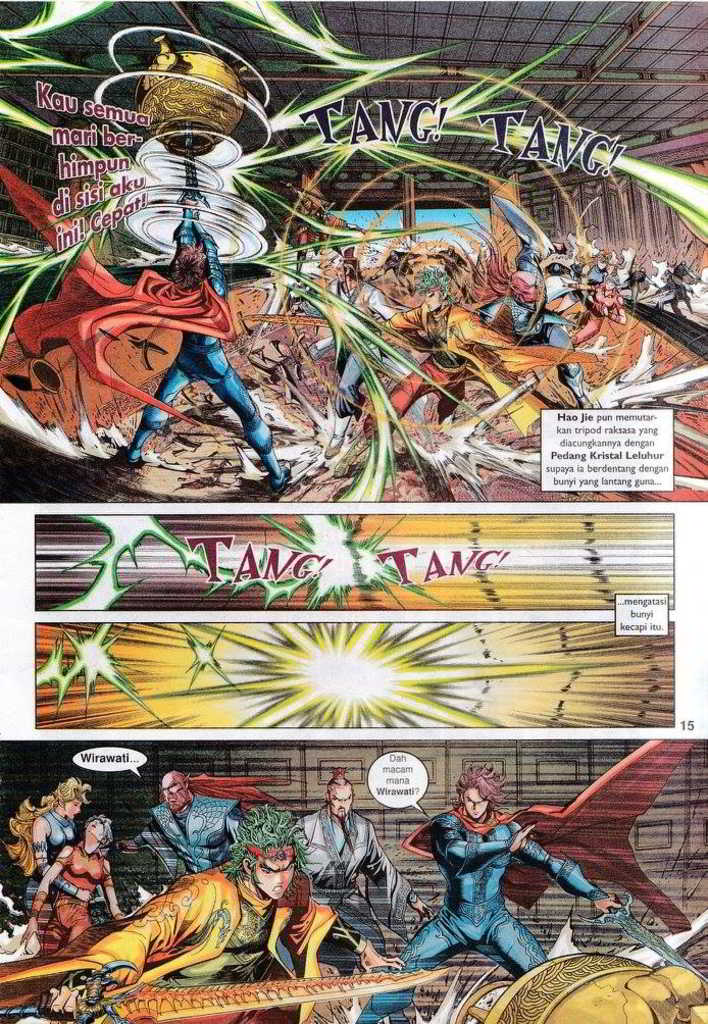 Kau semua
mari ber-
himpun
di sisi aku
ini! Cepat!
TANG! TANG!
Hao Jie pun memutar-
kan tripod raksasa yang
diacungkannya dengan
Pedang Kristal Leluhur
supaya ia berdentang dengan
bunyi yang lantang guna...
TANG! TANG!
...mengatasi
bunyi
kecapi itu.
15
Wirawati...
Dah
macam
mana
Wirawati?